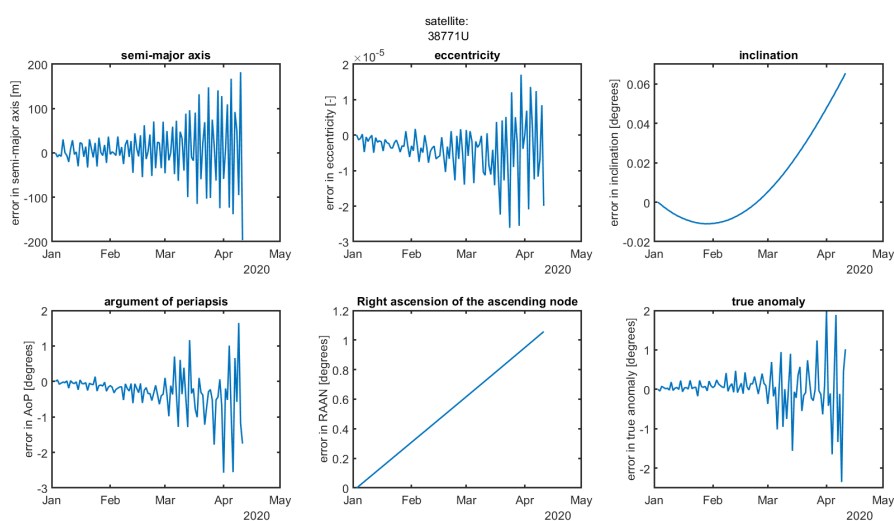 satellite:
38771U
semi-major axis
error in semi-major axis [m]
200
100
0
-100
-200
Jan
Feb
Mar
Apr
May
2020
eccentricity
×10⁻⁵
error in eccentricity [-]
2
1
0
-1
-2
-3
Jan
Feb
Mar
Apr
May
2020
inclination
error in inclination [degrees]
0.06
0.04
0.02
0
-0.02
Jan
Feb
Mar
Apr
May
2020
argument of periapsis
error in AoP [degrees]
2
1
0
-1
-2
-3
Jan
Feb
Mar
Apr
May
2020
Right ascension of the ascending node
error in RAAN [degrees]
1.2
1
0.8
0.6
0.4
0.2
0
Jan
Feb
Mar
Apr
May
2020
true anomaly
error in true anomaly [degrees]
2
1
0
-1
-2
Jan
Feb
Mar
Apr
May
2020